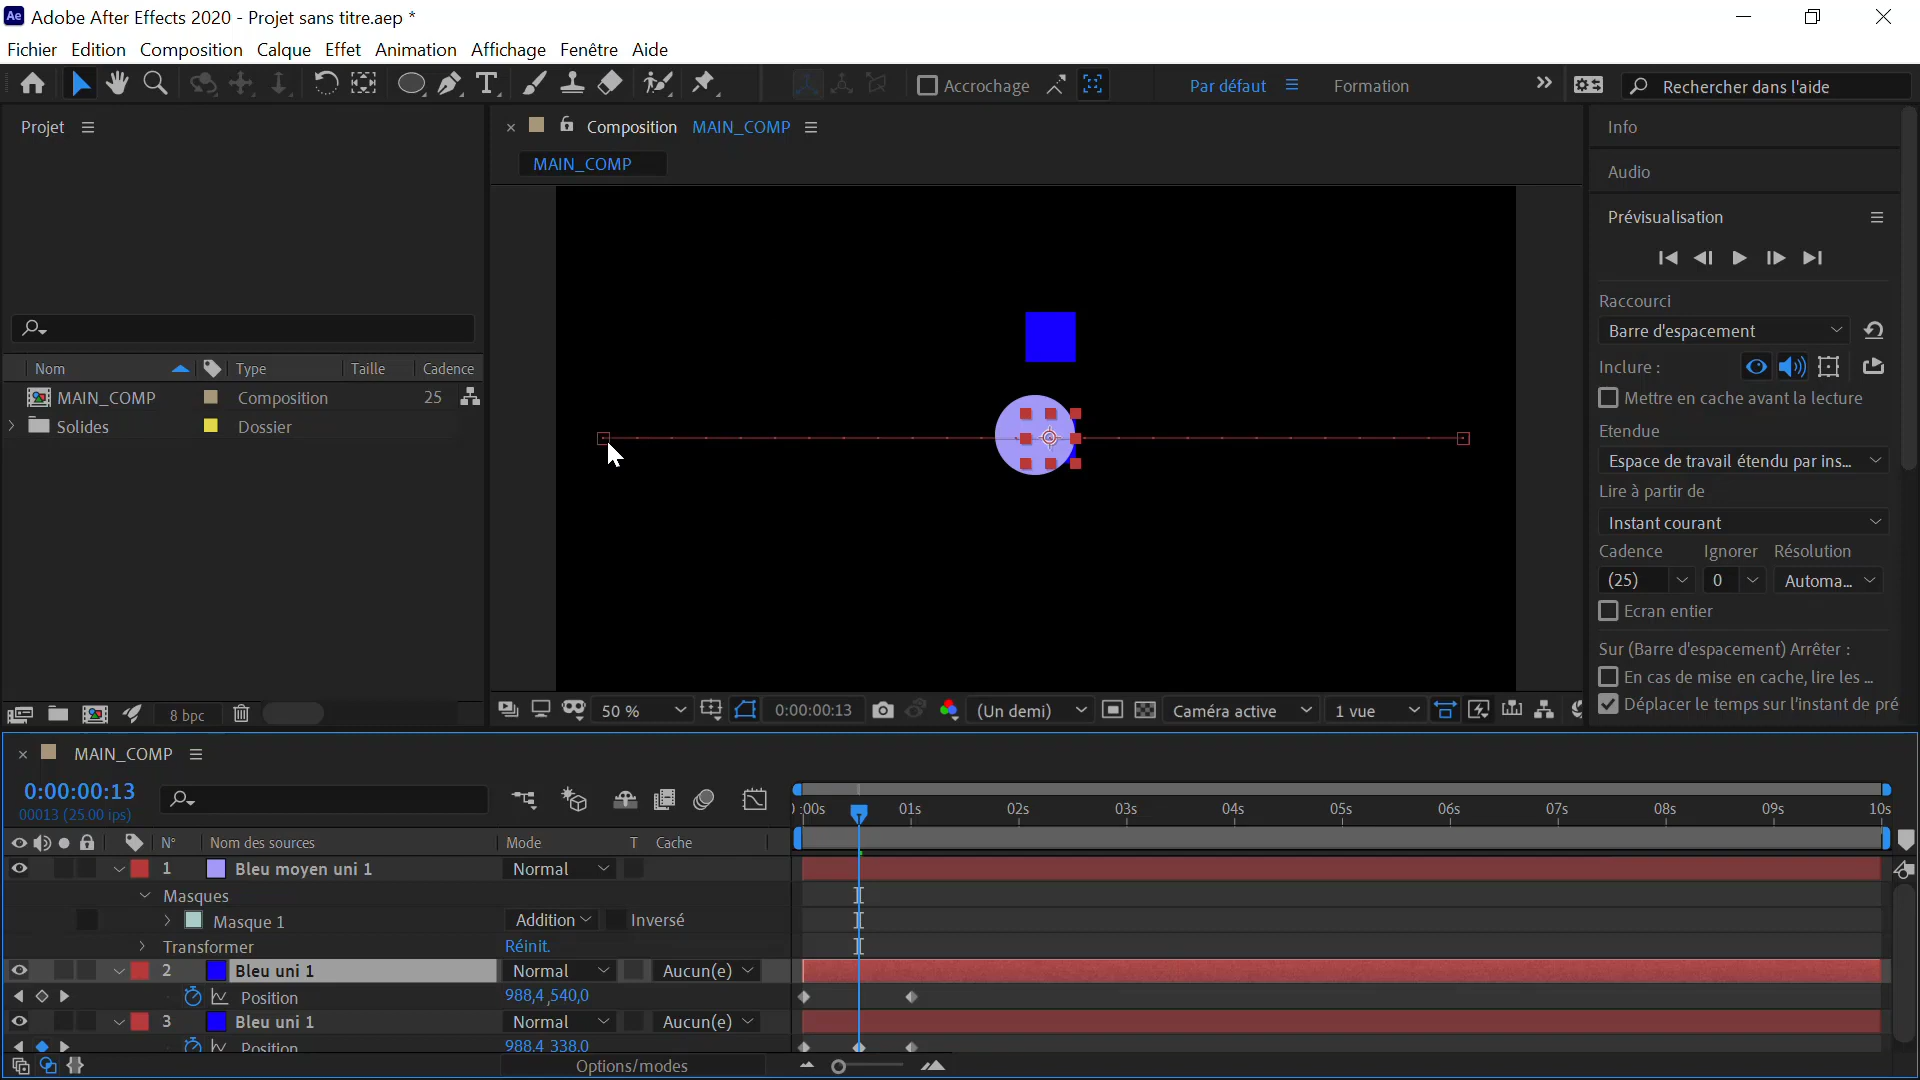 Ae Adobe After Effects 2020 - Projet sans titre.aep *
Fichier Edition Composition Calque Effet Animation Affichage Fenêtre Aide
Accrochage
Par défaut
Formation
Rechercher dans l'aide
Projet
Nom Type Taille Cadence
MAIN_COMP Composition 25
Solides Dossier
8 bpc
Composition MAIN_COMP
MAIN_COMP
50 %
0:00:00:13
(Un demi)
Caméra active
1 vue
Info
Audio
Prévisualisation
Raccourci
Barre d'espacement
Inclure :
Mettre en cache avant la lecture
Etendue
Espace de travail étendu par ins...
Lire à partir de
Instant courant
Cadence Ignorer Résolution
(25) 0 Automa...
Ecran entier
Sur (Barre d'espacement) Arrêter :
En cas de mise en cache, lire les ...
Déplacer le temps sur l'instant de pré
MAIN_COMP
0:00:00:13
00013 (25.00 ips)
:00s 01s 02s 03s 04s 05s 06s 07s 08s 09s 10s
N° Nom des sources Mode T Cache
1 Bleu moyen uni 1 Normal
Masques
Masque 1 Addition Inversé
Transformer Réinit.
2 Bleu uni 1 Normal Aucun(e)
Position 988,4 ,540,0
3 Bleu uni 1 Normal Aucun(e)
Position 988,4 338,0
Options/modes